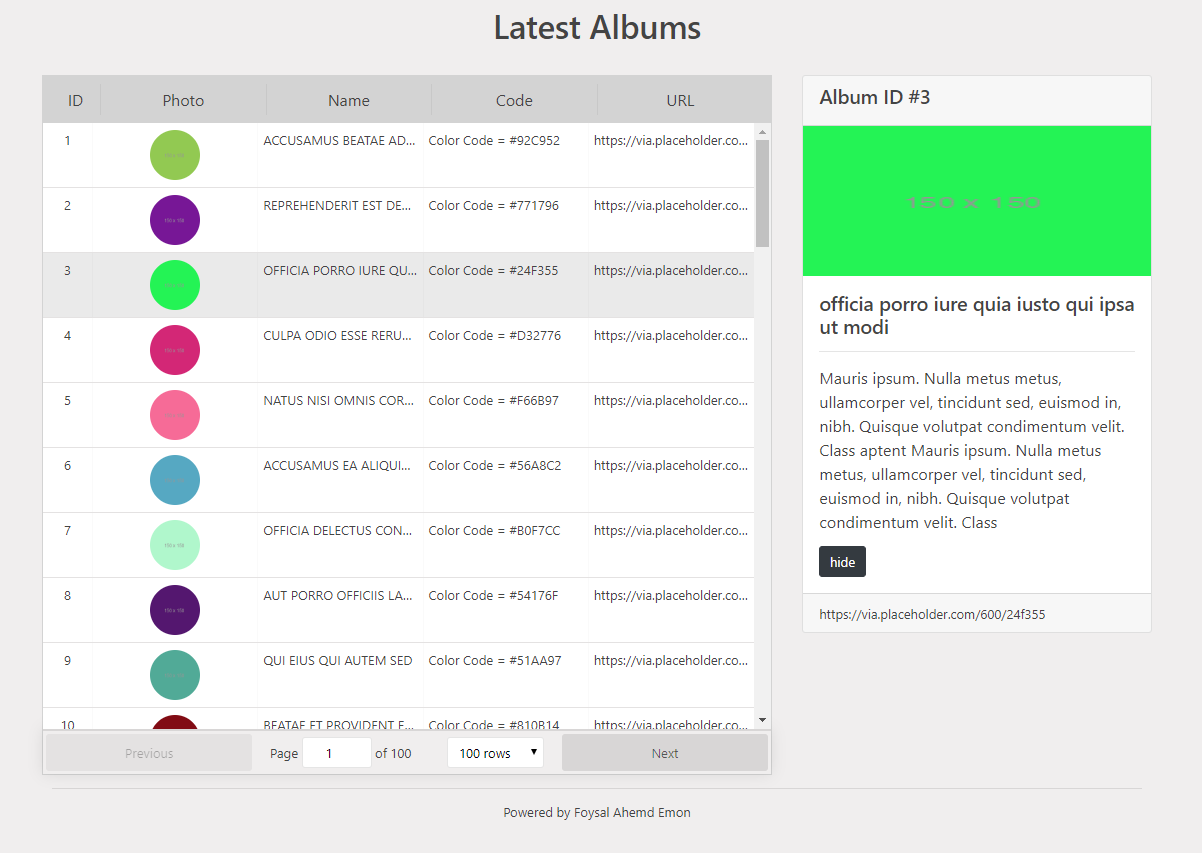 Latest Albums
ID Photo Name Code URL
1 150 x 150 ACCUSAMUS BEATAE AD... Color Code = #92C952 https://via.placeholder.co...
2 150 x 150 REPREHENDERIT EST DE... Color Code = #771796 https://via.placeholder.co...
3 150 x 150 OFFICIA PORRO IURE QU... Color Code = #24F355 https://via.placeholder.co...
4 150 x 150 CULPA ODIO ESSE RERU... Color Code = #D32776 https://via.placeholder.co...
5 NATUS NISI OMNIS COR... Color Code = #F66B97 https://via.placeholder.co...
6 ACCUSAMUS EA ALIQUI... Color Code = #56A8C2 https://via.placeholder.co...
7 150 x 150 OFFICIA DELECTUS CON... Color Code = #B0F7CC https://via.placeholder.co...
8 150 x 150 AUT PORRO OFFICIIS LA... Color Code = #54176F https://via.placeholder.co...
9 QUI EIUS QUI AUTEM SED Color Code = #51AA97 https://via.placeholder.co...
10 BEATAE ET PROVIDENT E... Color Code = #810B14 https://via.placeholder.co...
Previous Page 1 of 100 100 rows Next
Album ID #3
150 x 150
officia porro iure quia iusto qui ipsa
ut modi
Mauris ipsum. Nulla metus metus,
ullamcorper vel, tincidunt sed, euismod in,
nibh. Quisque volutpat condimentum velit.
Class aptent Mauris ipsum. Nulla metus
metus, ullamcorper vel, tincidunt sed,
euismod in, nibh. Quisque volutpat
condimentum velit. Class
hide
https://via.placeholder.com/600/24f355
Powered by Foysal Ahemd Emon